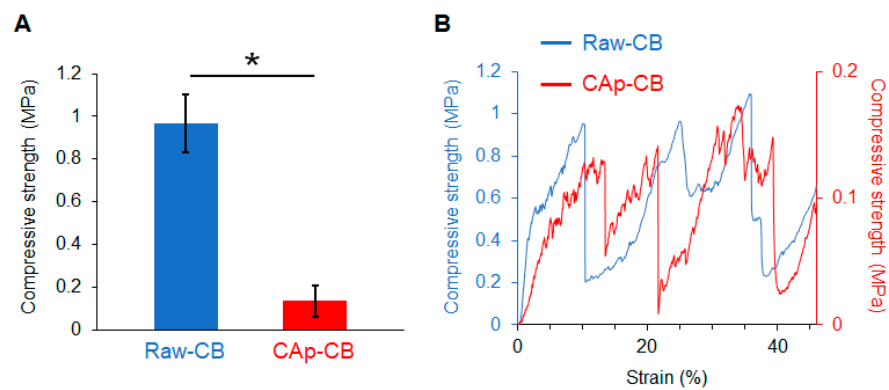 A
Compressive strength (MPa)
1.2
1
0.8
0.6
0.4
0.2
0
*
Raw-CB
CAp-CB
B
Raw-CB
CAp-CB
Compressive strength (MPa)
1.2
1
0.8
0.6
0.4
0.2
0
0.2
0.1
0
Compressive strength (MPa)
0
20
40
Strain (%)